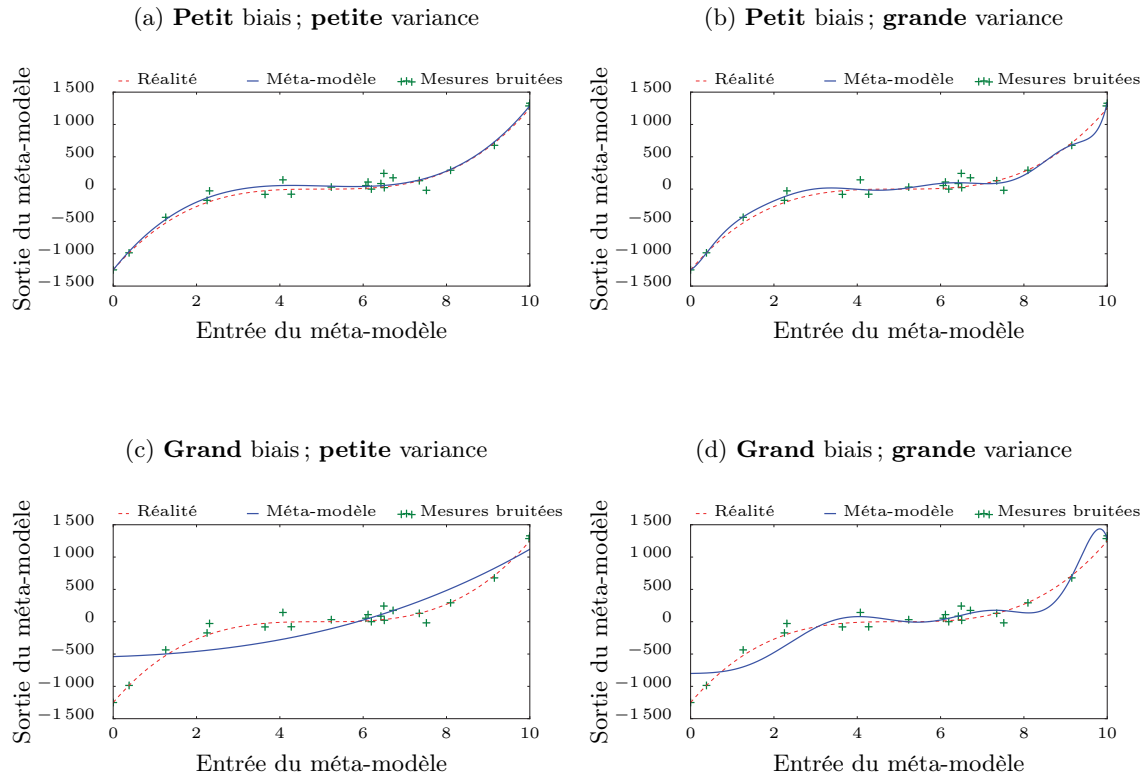 (a) Petit biais ; petite variance
Réalité Méta-modèle Mesures bruitées
Sortie du méta-modèle
1 500
1 000
500
0
−500
−1 000
−1 500
0 2 4 6 8 10
Entrée du méta-modèle
(b) Petit biais ; grande variance
Réalité Méta-modèle Mesures bruitées
Sortie du méta-modèle
1 500
1 000
500
0
−500
−1 000
−1 500
0 2 4 6 8 10
Entrée du méta-modèle
(c) Grand biais ; petite variance
Réalité Méta-modèle Mesures bruitées
Sortie du méta-modèle
1 500
1 000
500
0
−500
−1 000
−1 500
0 2 4 6 8 10
Entrée du méta-modèle
(d) Grand biais ; grande variance
Réalité Méta-modèle Mesures bruitées
Sortie du méta-modèle
1 500
1 000
500
0
−500
−1 000
−1 500
0 2 4 6 8 10
Entrée du méta-modèle